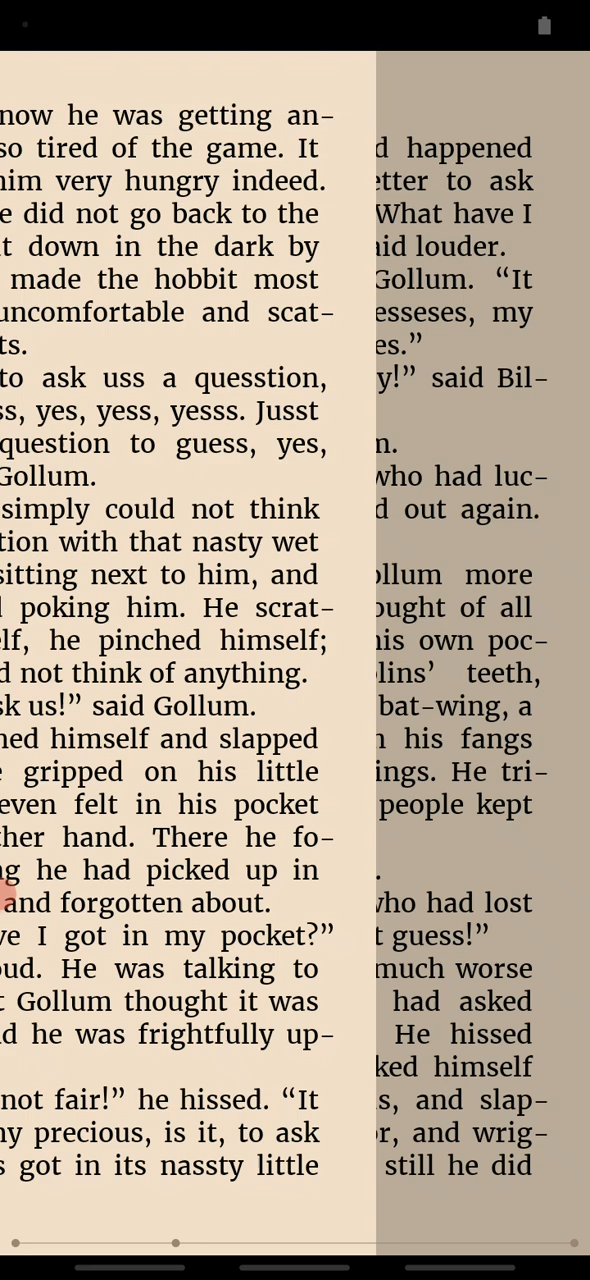 now he was getting an-
so tired of the game. It
him very hungry indeed.
e did not go back to the
t down in the dark by
made the hobbit most
uncomfortable and scat-
ts.
to ask uss a quesstion,
ss, yes, yess, yesss. Jusst
question to guess, yes,
Gollum.
simply could not think
tion with that nasty wet
sitting next to him, and
d poking him. He scrat-
elf, he pinched himself;
d not think of anything.
sk us!” said Gollum.
hed himself and slapped
e gripped on his little
even felt in his pocket
ther hand. There he fo-
ng he had picked up in
and forgotten about.
ve I got in my pocket?”
oud. He was talking to
t Gollum thought it was
nd he was frightfully up-
not fair!” he hissed. “It
my precious, is it, to ask
s got in its nassty little
d happened
etter to ask
What have I
aid louder.
Gollum. “It
esseses, my
es.”
y!” said Bil-
m.
who had luc-
d out again.
ollum more
ought of all
his own poc-
lins’ teeth,
bat-wing, a
n his fangs
ings. He tri-
people kept
.
who had lost
t guess!”
much worse
had asked
He hissed
ked himself
s, and slap-
or, and wrig-
still he did